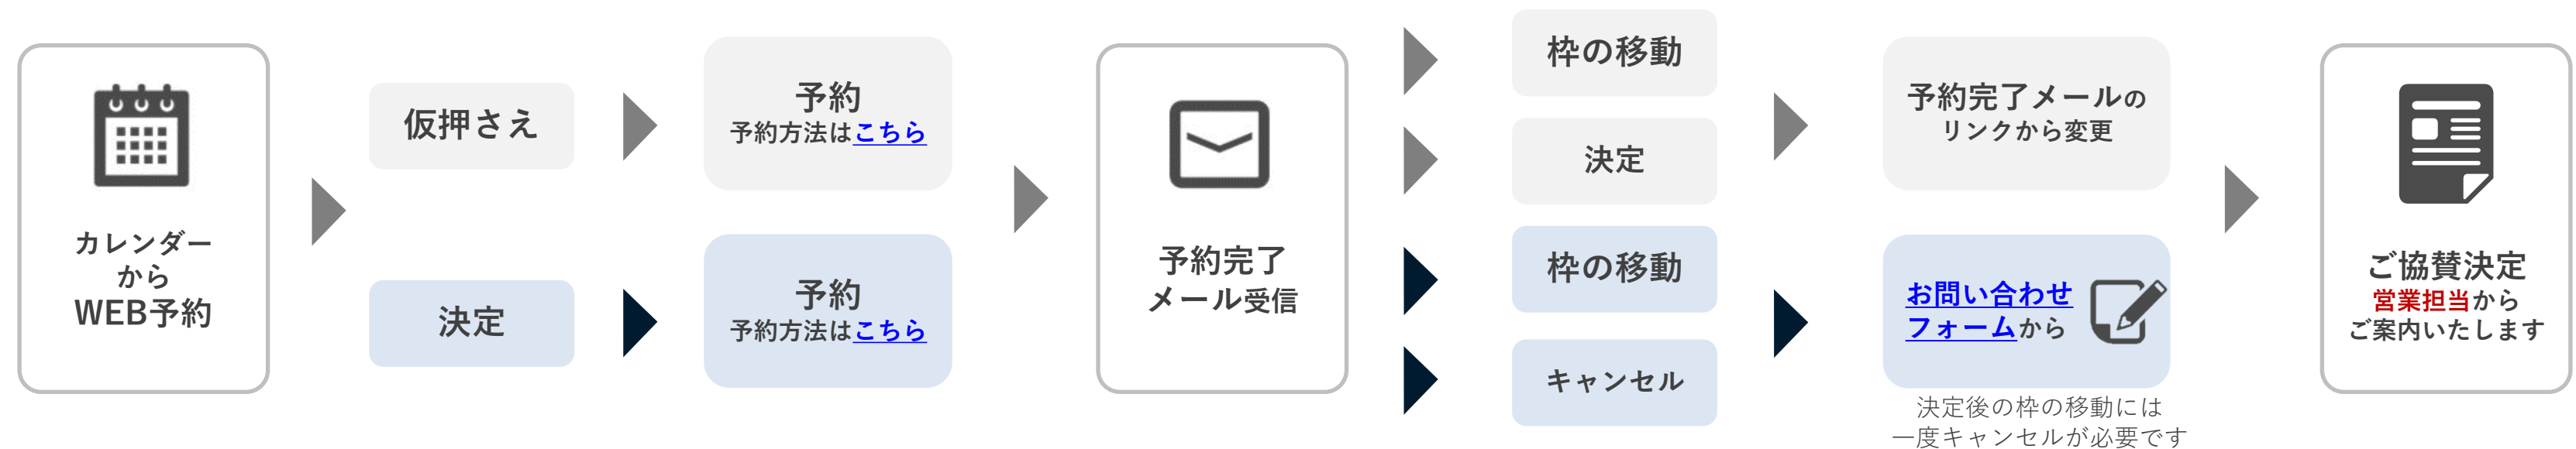 カレンダー
から
WEB予約
仮押さえ
予約
予約方法はこちら
決定
予約
予約方法はこちら
予約完了
メール受信
枠の移動
決定
枠の移動
キャンセル
予約完了メールの
リンクから変更
お問い合わせ
フォームから
決定後の枠の移動には
一度キャンセルが必要です
ご協賛決定
営業担当から
ご案内いたします